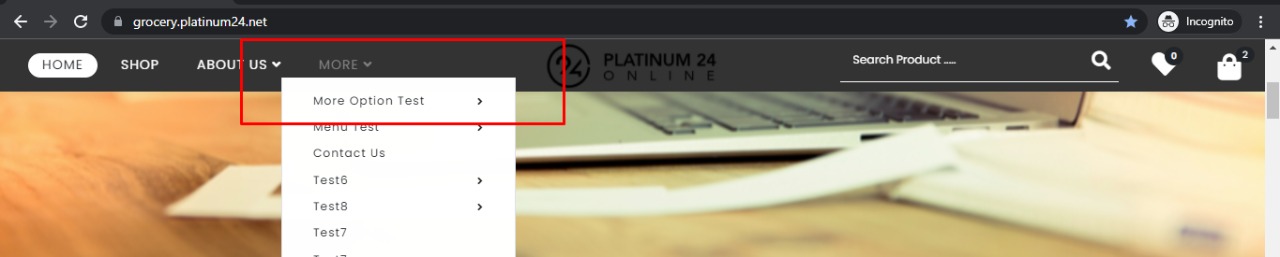 grocery.platinum24.net
Incognito
HOME SHOP ABOUT US MORE
24 PLATINUM 24
ONLINE
Search Product .....
0
2
More Option Test
Menu Test
Contact Us
Test6
Test8
Test7
Test7